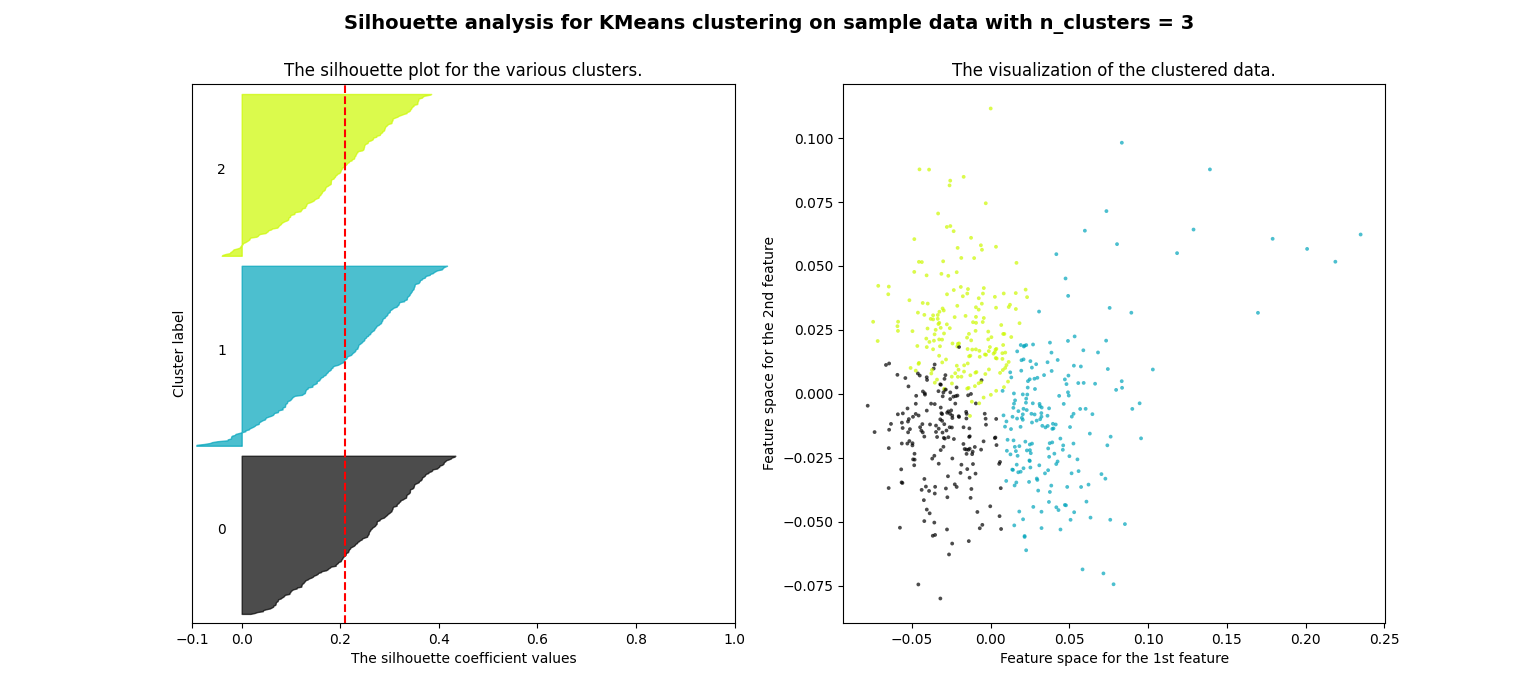 Silhouette analysis for KMeans clustering on sample data with n_clusters = 3
The silhouette plot for the various clusters.
2
1
0
Cluster label
−0.1 0.0 0.2 0.4 0.6 0.8 1.0
The silhouette coefficient values
The visualization of the clustered data.
0.100
0.075
0.050
0.025
0.000
−0.025
−0.050
−0.075
Feature space for the 2nd feature
−0.05 0.00 0.05 0.10 0.15 0.20 0.25
Feature space for the 1st feature